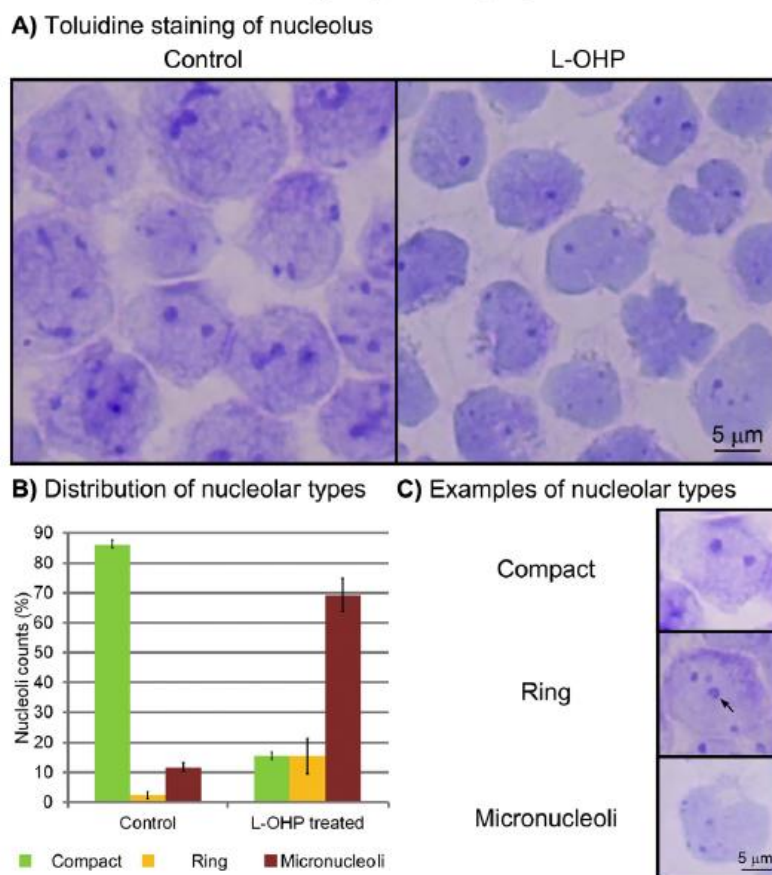 A) Toluidine staining of nucleolus
Control
L-OHP
5 μm
B) Distribution of nucleolar types
Nucleoli counts (%)
90
80
70
60
50
40
30
20
10
0
Control
L-OHP treated
Compact
Ring
Micronucleoli
C) Examples of nucleolar types
Compact
Ring
Micronucleoli
5 μm